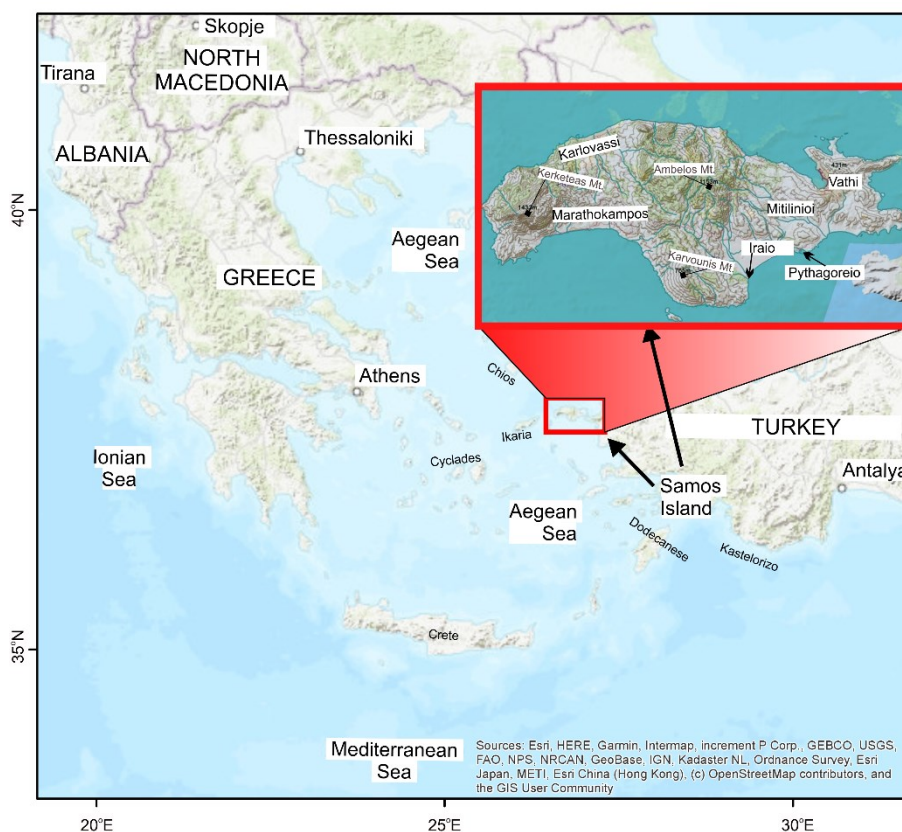 Skopje
NORTH
MACEDONIA
Tirana
Thessaloniki
ALBANIA
40°N
Aegean
Sea
GREECE
Karlovassi
Kerketeas Mt.
Ambelos Mt.
431m
Vathi
Marathokampos
Mitilinioi
Karvounis Mt.
Iraio
Pythagoreio
Chios
Athens
Ikaria
Cyclades
TURKEY
Ionian
Sea
Samos
Island
Antalya
Aegean
Sea
Dodecanese
Kastelorizo
Crete
35°N
Mediterranean
Sea
Sources: Esri, HERE, Garmin, Intermap, increment P Corp., GEBCO, USGS,
FAO, NPS, NRCAN, GeoBase, IGN, Kadaster NL, Ordnance Survey, Esri
Japan, METI, Esri China (Hong Kong), (c) OpenStreetMap contributors, and
the GIS User Community
20°E
25°E
30°E